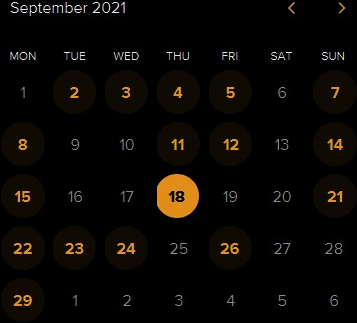 September 2021
MON TUE WED THU FRI SAT SUN
1 2 3 4 5 6 7
8 9 10 11 12 13 14
15 16 17 18 19 20 21
22 23 24 25 26 27 28
29 1 2 3 4 5 6